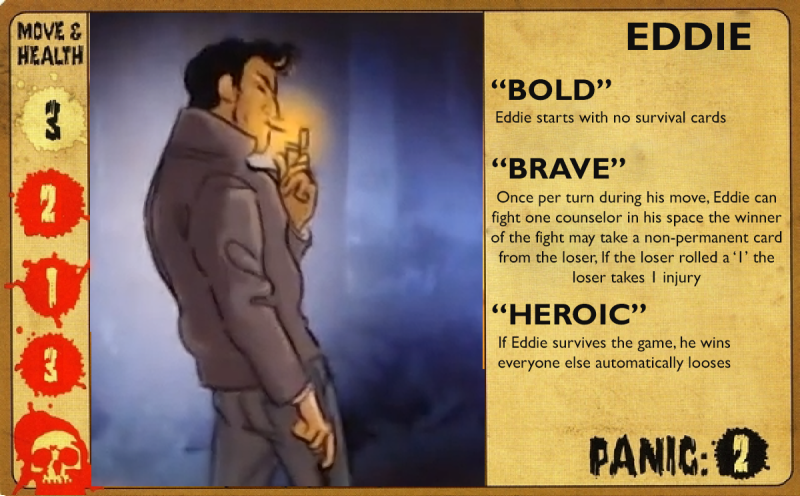 MOVE &
HEALTH
3
2
1
3
EDDIE
“BOLD”
Eddie starts with no survival cards
“BRAVE”
Once per turn during his move, Eddie can
fight one counselor in his space the winner
of the fight may take a non-permanent card
from the loser, If the loser rolled a ‘1’ the
loser takes 1 injury
“HEROIC”
If Eddie survives the game, he wins
everyone else automatically looses
PANIC: 2